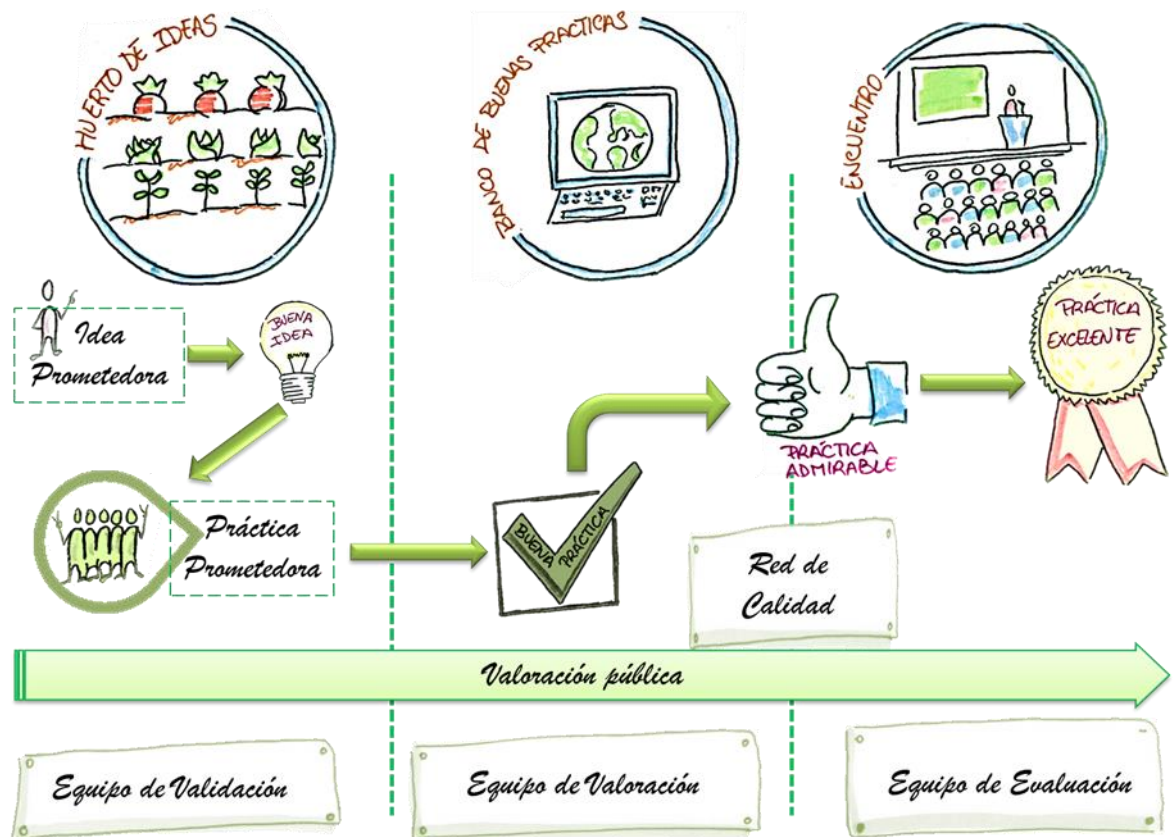 HUERTO DE IDEAS
BANCO DE BUENAS PRACTICAS
ENCUENTRO
Idea
Prometedora
BUENA
IDEA
PRÁCTICA
EXCELENTE
PRÁCTICA
ADMIRABLE
Práctica
Prometedora
BUENA PRÁCTICA
Red de
Calidad
Valoración pública
Equipo de Validación
Equipo de Valoración
Equipo de Evaluación